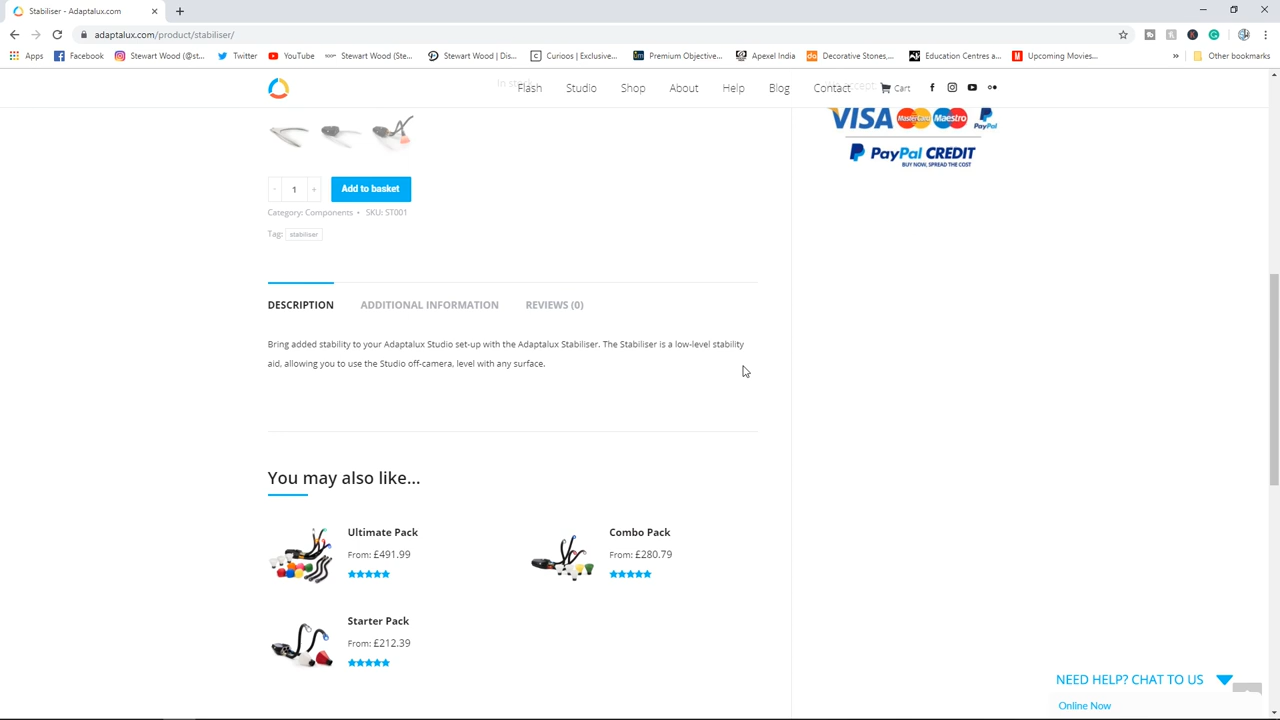 Stabiliser - Adaptalux.com
adaptalux.com/product/stabiliser/
Apps Facebook Stewart Wood (@st... Twitter YouTube Stewart Wood (Ste... Stewart Wood | Dis... Curioos | Exclusive... Premium Objective... Apexel India Decorative Stones,... Education Centres a... Upcoming Movies... » Other bookmarks
Flash Studio Shop About Help Blog Contact Cart
In stock
accept:
VISA MasterCard Maestro PayPal
PayPal CREDIT
BUY NOW, SPREAD THE COST
- 1 + Add to basket
Category: Components • SKU: ST001
Tag: stabiliser
DESCRIPTION ADDITIONAL INFORMATION REVIEWS (0)
Bring added stability to your Adaptalux Studio set-up with the Adaptalux Stabiliser. The Stabiliser is a low-level stability
aid, allowing you to use the Studio off-camera, level with any surface.
You may also like...
Ultimate Pack
From: £491.99
Combo Pack
From: £280.79
Starter Pack
From: £212.39
NEED HELP? CHAT TO US
Online Now